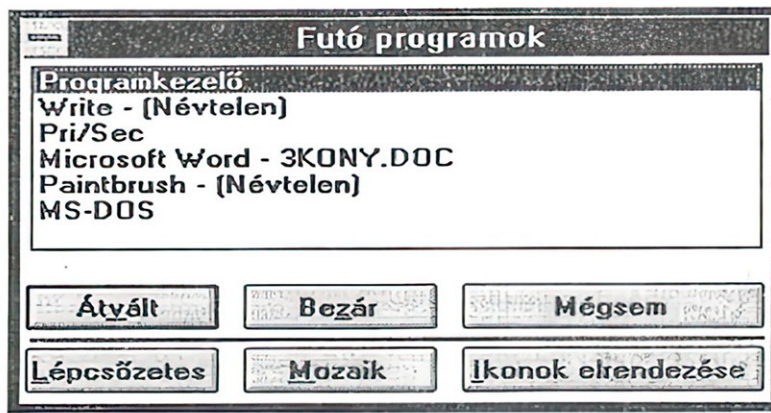 Futó programok
Programkezelő
Write - (Névtelen)
Pri/Sec
Microsoft Word - 3KONY.DOC
Paintbrush - (Névtelen)
MS-DOS
Átvált Bezár Mégsem
Lépcsőzetes Mozaik Ikonok elrendezése